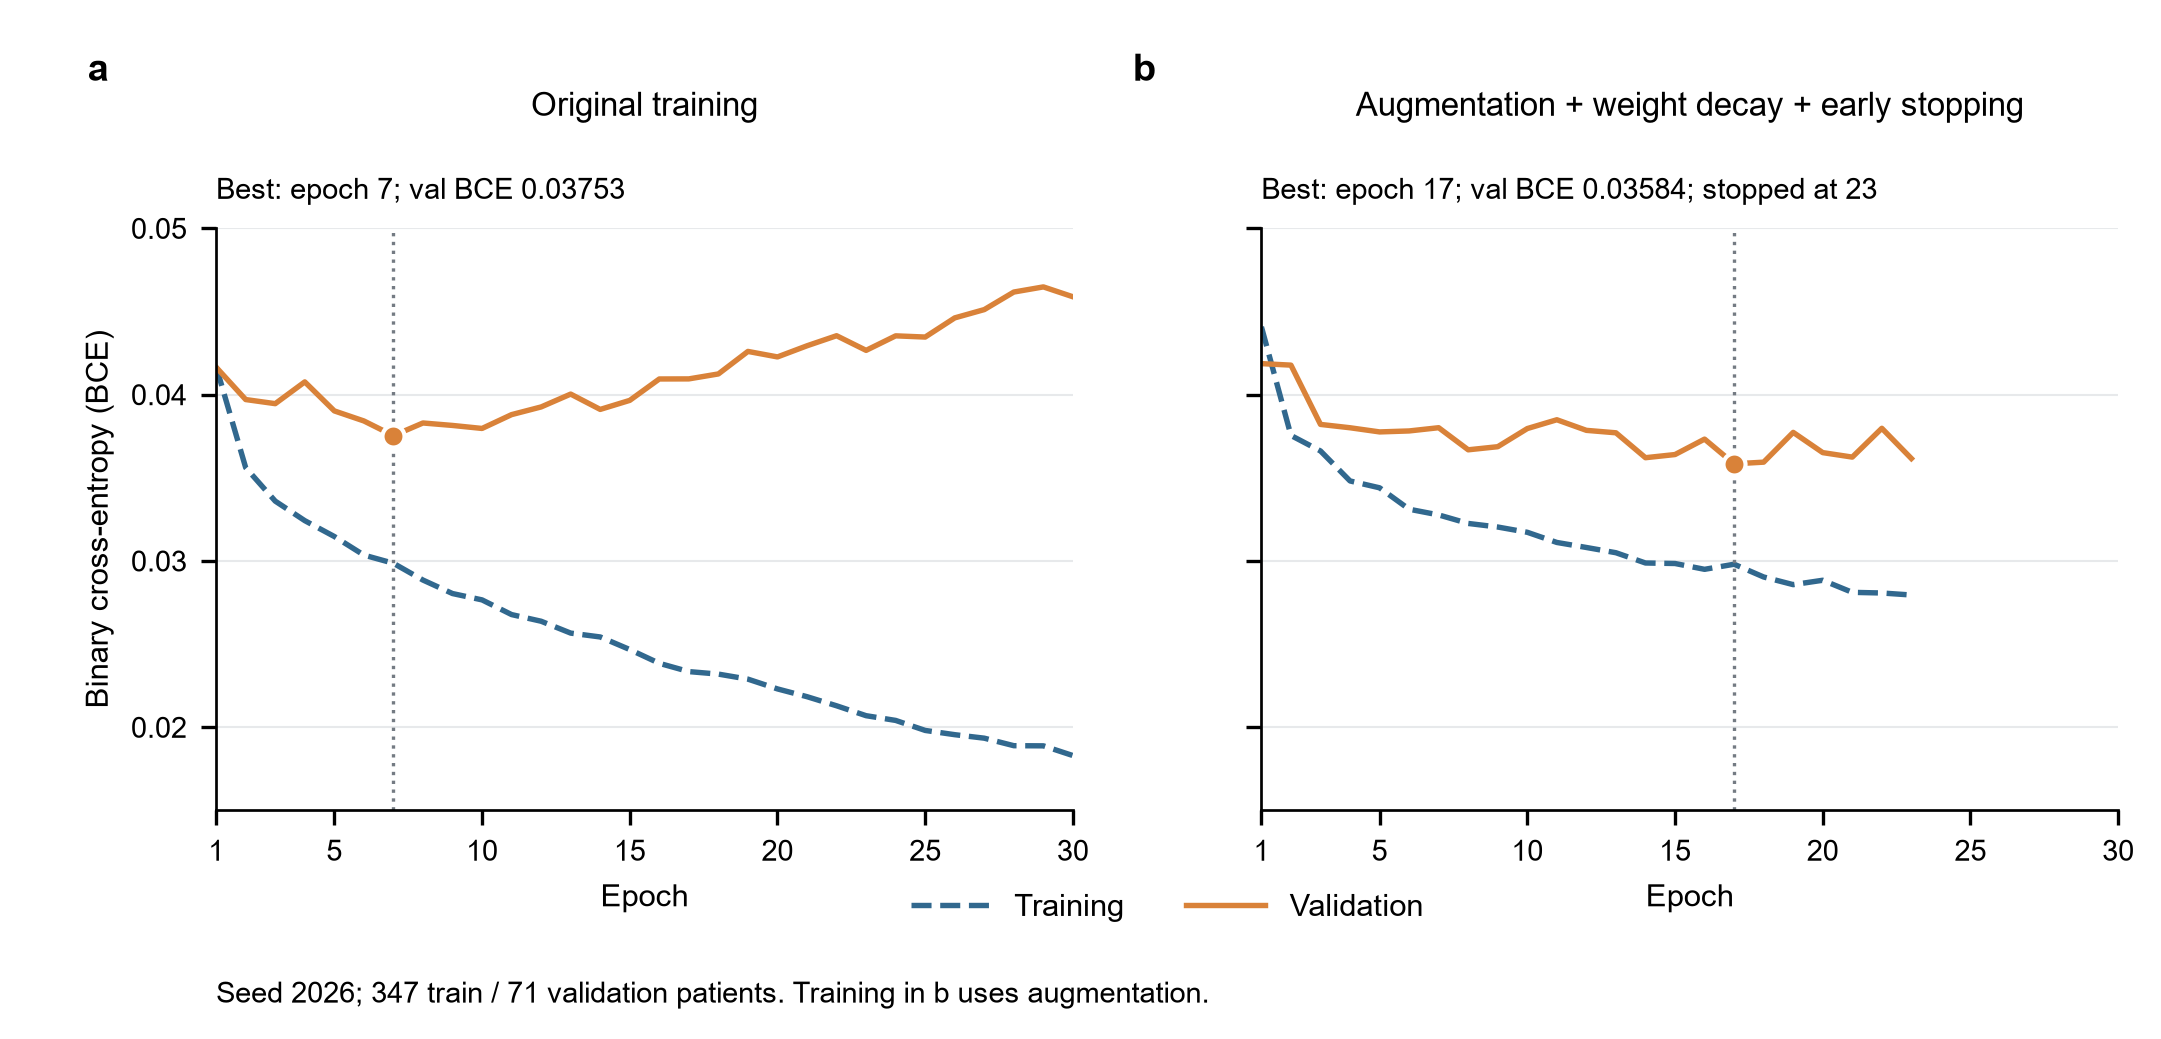 a
Original training
Best: epoch 7; val BCE 0.03753
Binary cross-entropy (BCE)
0.05
0.04
0.03
0.02
1 5 10 15 20 25 30
Epoch
b
Augmentation + weight decay + early stopping
Best: epoch 17; val BCE 0.03584; stopped at 23
1 5 10 15 20 25 30
Epoch
Training Validation
Seed 2026; 347 train / 71 validation patients. Training in b uses augmentation.